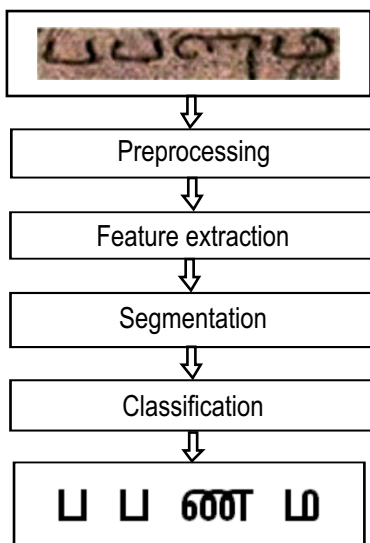 ப ப ண ம
Preprocessing
Feature extraction
Segmentation
Classification
ப ப ண ம